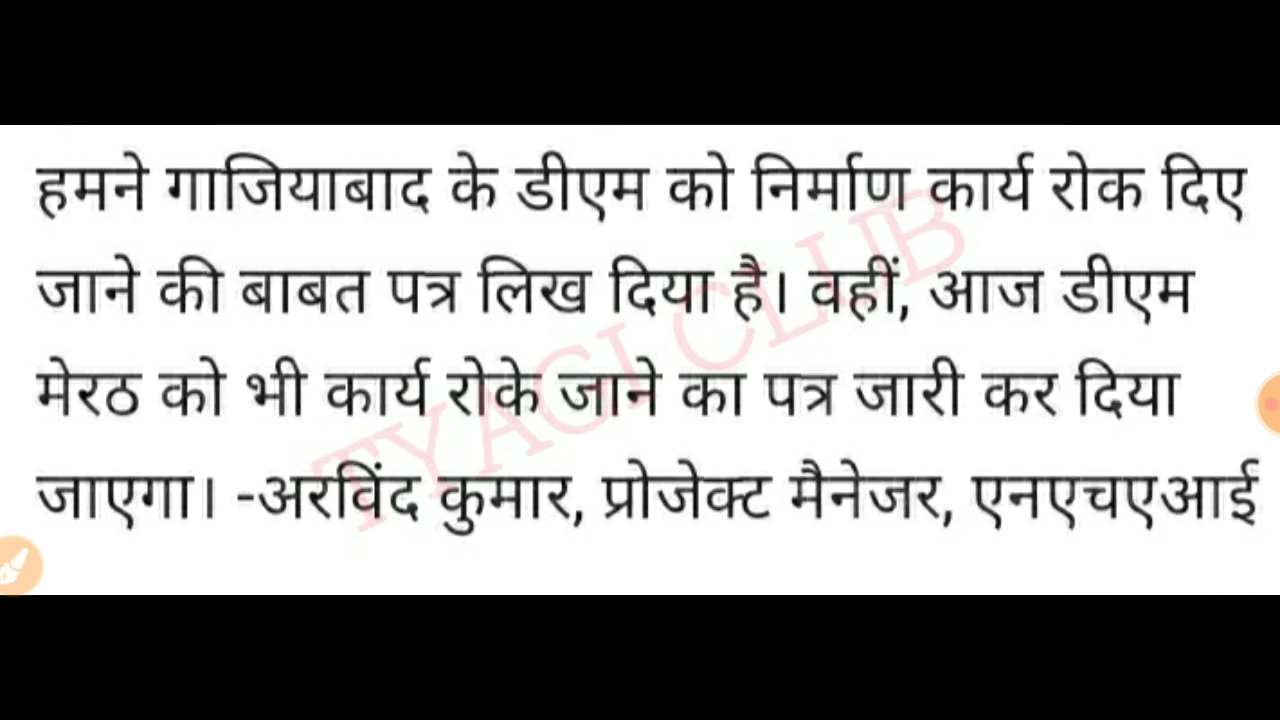 हमने गाजियाबाद के डीएम को निर्माण कार्य रोक दिए
जाने की बाबत पत्र लिख दिया है। वहीं, आज डीएम
मेरठ को भी कार्य रोके जाने का पत्र जारी कर दिया
जाएगा। -अरविंद कुमार, प्रोजेक्ट मैनेजर, एनएचएआई
TYAGI CLUB